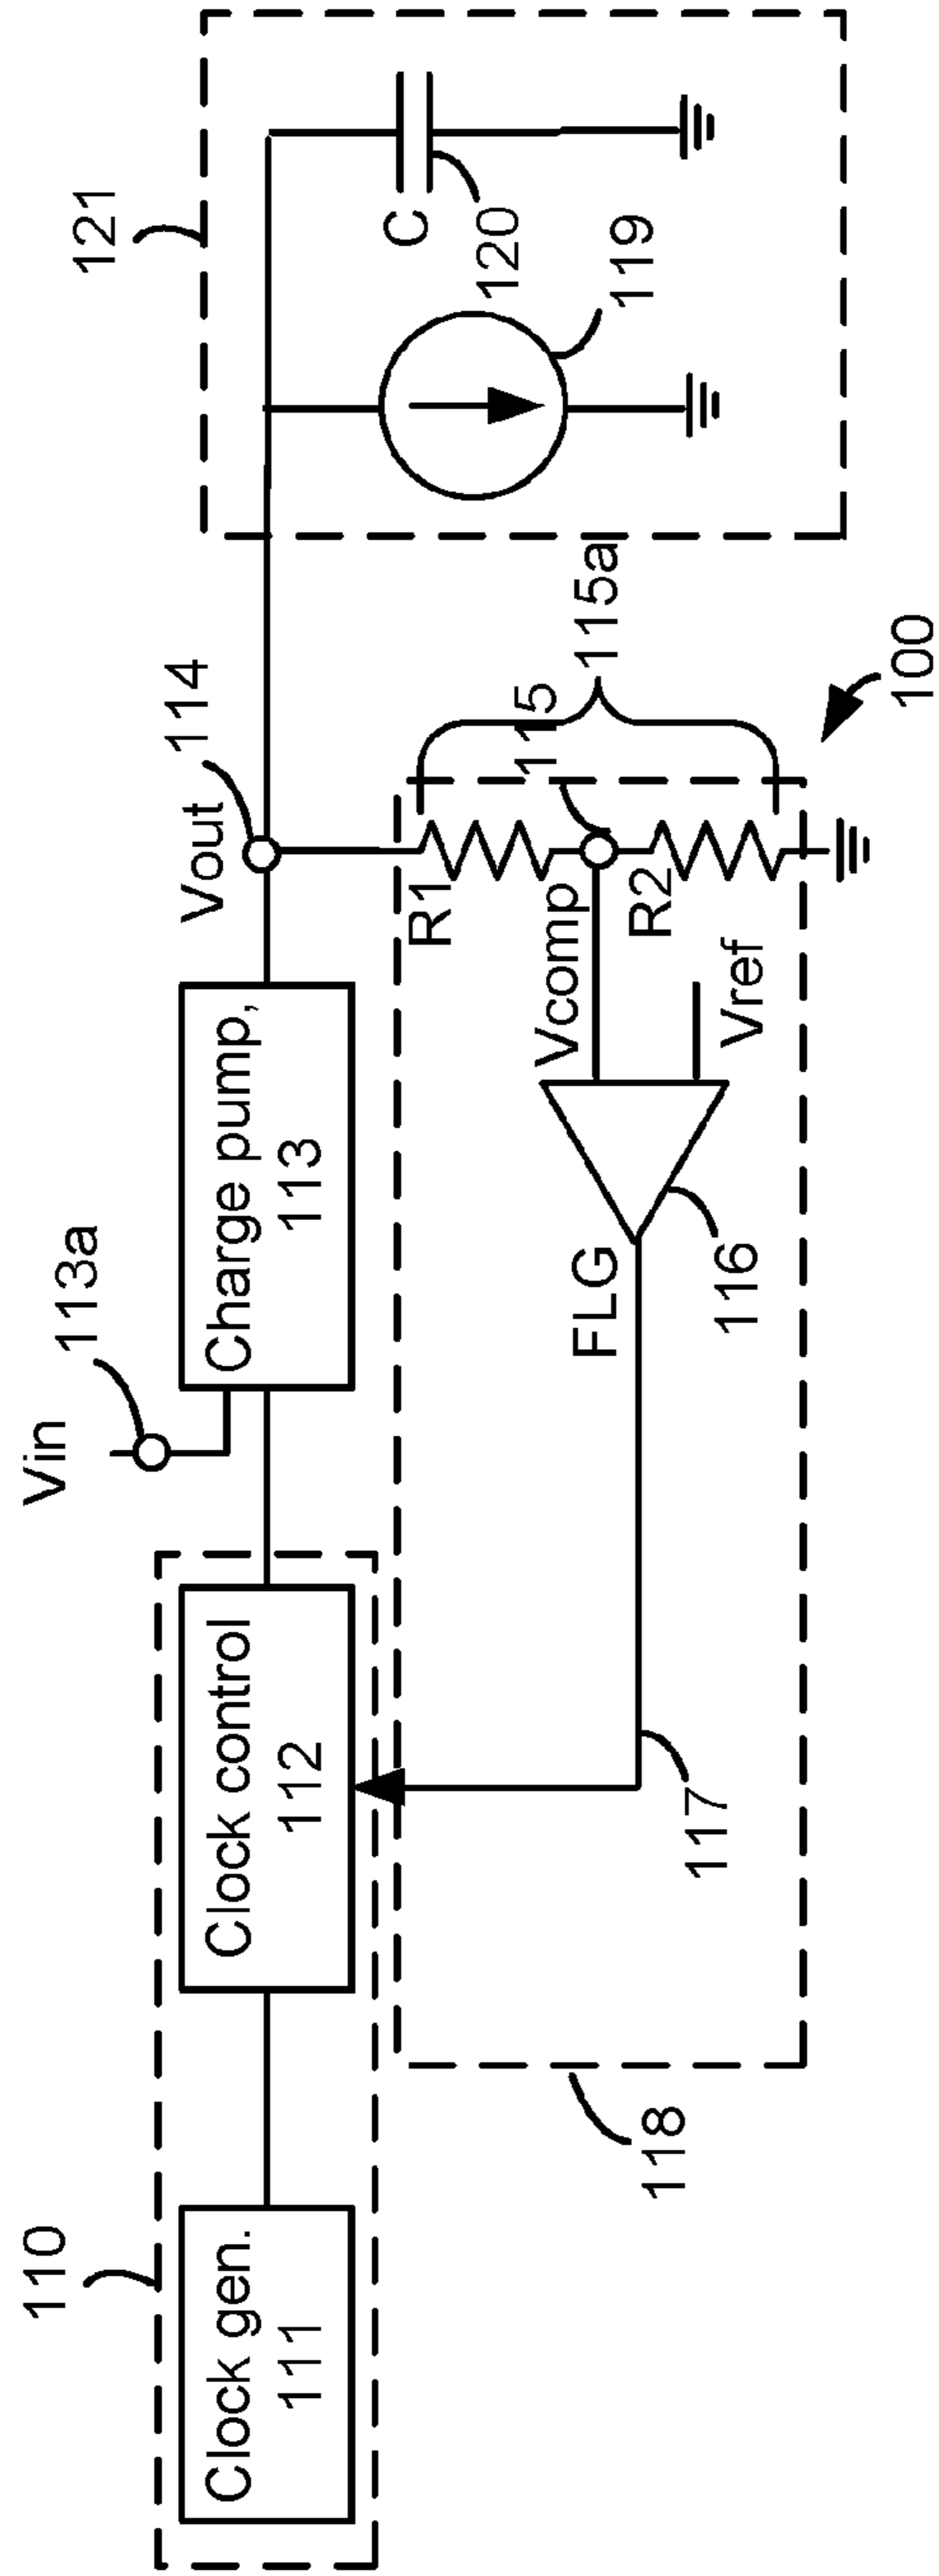 110
Clock gen.
111
Clock control
112
Vin
113a
Charge pump,
113
Vout
114
121
C
120
119
R1
115
115a
Vcomp
R2
Vref
FLG
116
117
118
100